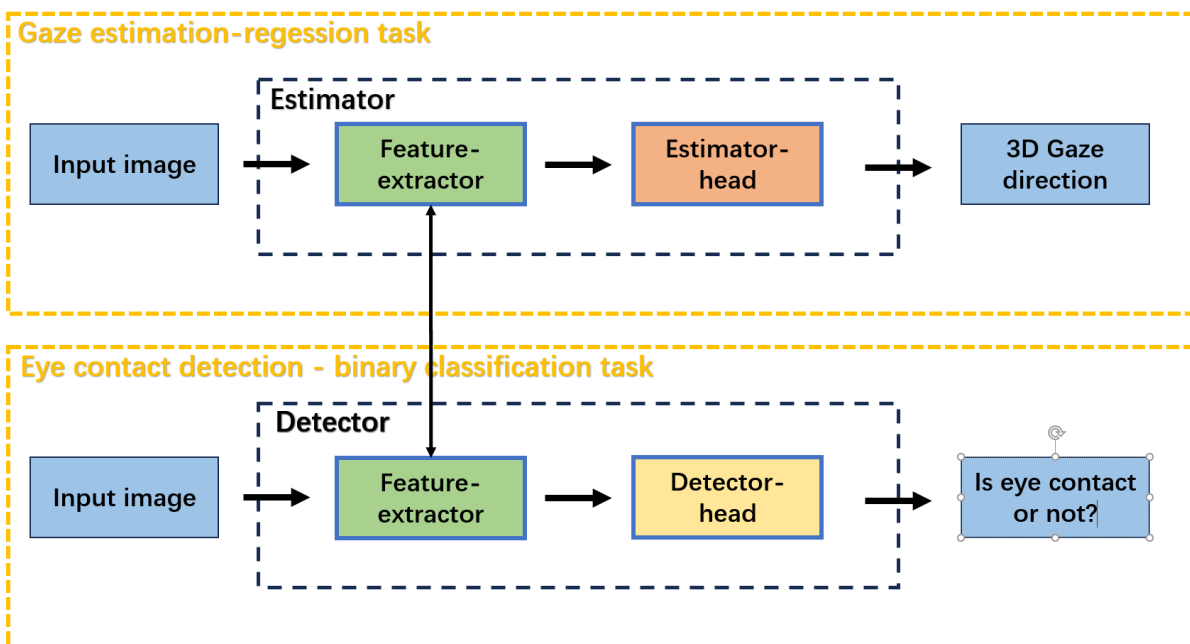 Gaze estimation-regression task
Estimator
Input image
Feature-
extractor
Estimator-
head
3D Gaze
direction
Eye contact detection - binary classification task
Detector
Input image
Feature-
extractor
Detector-
head
Is eye contact
or not?